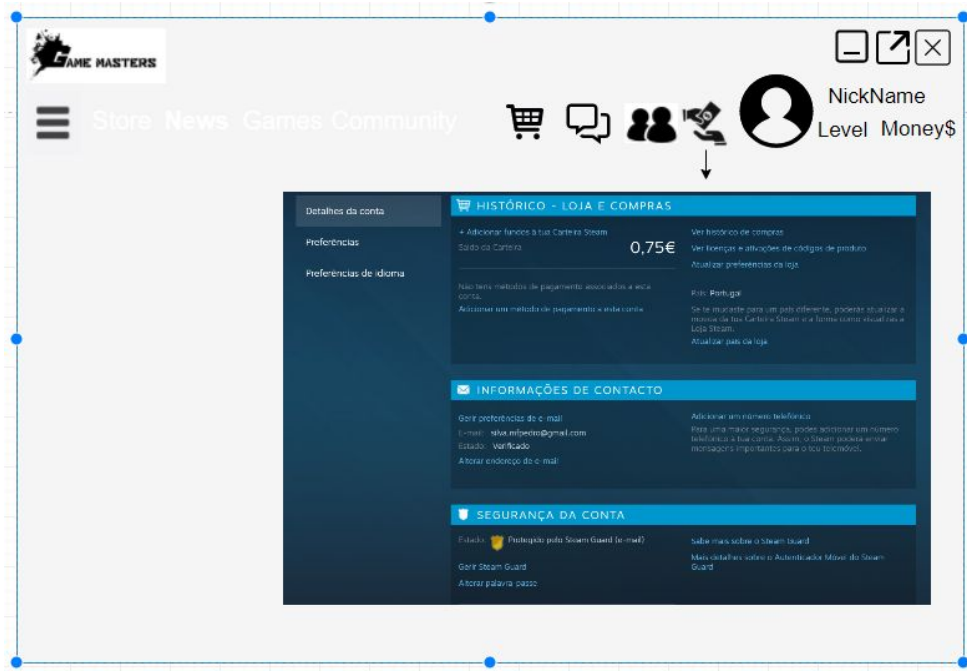 GAME MASTERS
Store News Games Community
NickName
Level Money$
Detalhes da conta
Preferências
Preferências de idioma
HISTÓRICO - LOJA E COMPRAS
+ Adicionar fundos à tua Carteira Steam
Saldo da Carteira
0,75€
Não tens métodos de pagamento associados a esta
conta.
Adicionar um método de pagamento a esta conta
Ver histórico de compras
Ver licenças e ativações de códigos de produto
Atualizar preferências da loja
País: Portugal
Se te mudaste para um país diferente, poderás atualizar a
morada da tua Carteira Steam e a forme como visualizas a
Loja Steam.
Atualizar país da loja
INFORMAÇÕES DE CONTACTO
Gerir preferências de e-mail
E-mail: silva.mfpedro@gmail.com
Estado: Verificado
Alterar endereço de e-mail
Adicionar um número telefónico
Para uma maior segurança, podes adicionar um número
telefónico à tua conta. Assim, o Steam poderá enviar
mensagens importantes para o teu telemóvel.
SEGURANÇA DA CONTA
Estado: Protegido pelo Steam Guard (e-mail)
Gerir Steam Guard
Alterar palavra-passe
Sabe mais sobre o Steam Guard
Mais detalhes sobre o Autenticador Móvel do Steam
Guard